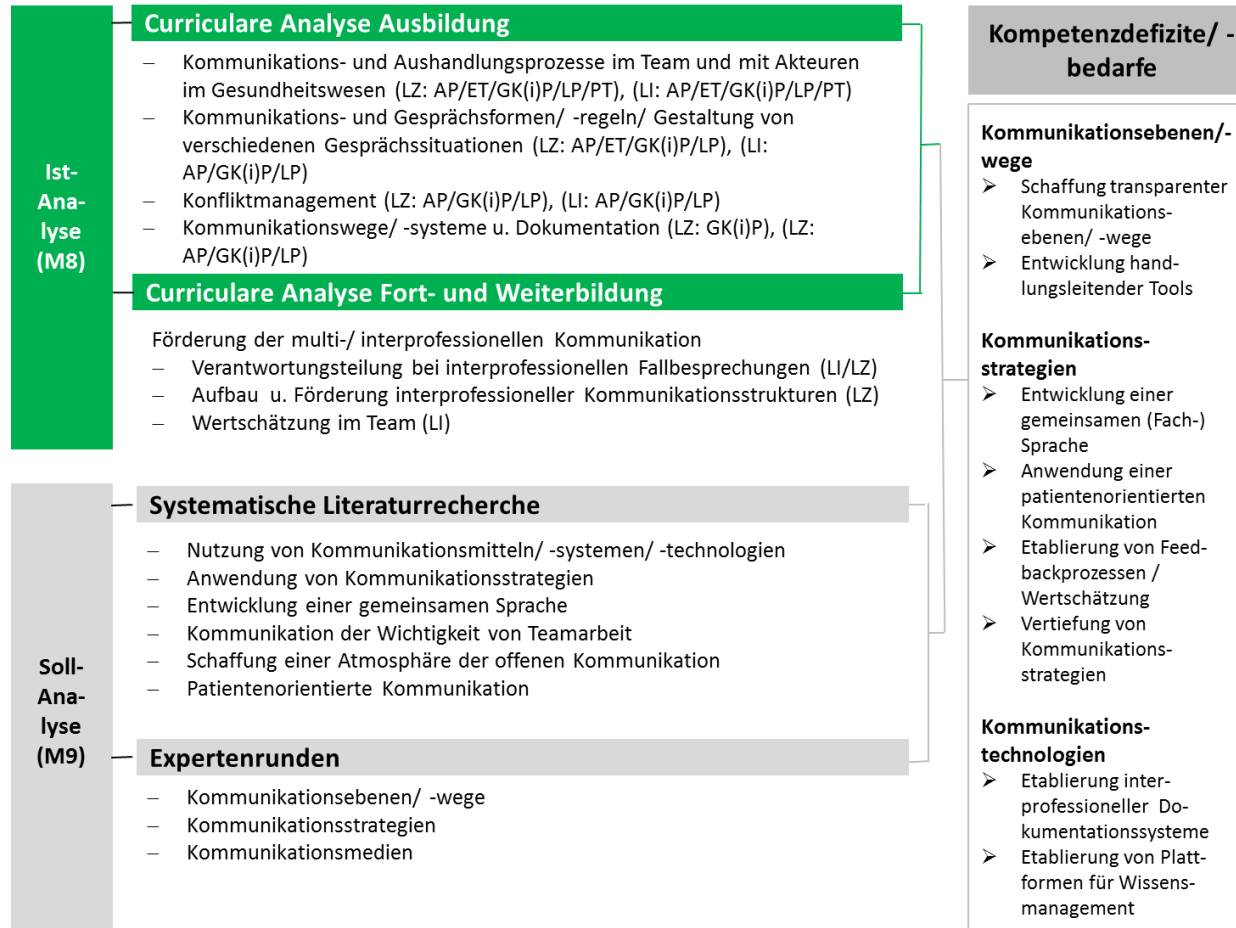 Ist-
Ana-
lyse
(M8)
Curriculare Analyse Ausbildung
– Kommunikations- und Aushandlungsprozesse im Team und mit Akteuren
im Gesundheitswesen (LZ: AP/ET/GK(i)P/LP/PT), (LI: AP/ET/GK(i)P/LP/PT)
– Kommunikations- und Gesprächsformen/ -regeln/ Gestaltung von
verschiedenen Gesprächssituationen (LZ: AP/ET/GK(i)P/LP), (LI:
AP/GK(i)P/LP)
– Konfliktmanagement (LZ: AP/GK(i)P/LP), (LI: AP/GK(i)P/LP)
– Kommunikationswege/ -systeme u. Dokumentation (LZ: GK(i)P), (LZ:
AP/GK(i)P/LP)
Curriculare Analyse Fort- und Weiterbildung
Förderung der multi-/ interprofessionellen Kommunikation
– Verantwortungsteilung bei interprofessionellen Fallbesprechungen (LI/LZ)
– Aufbau u. Förderung interprofessioneller Kommunikationsstrukturen (LZ)
– Wertschätzung im Team (LI)
Soll-
Ana-
lyse
(M9)
Systematische Literaturrecherche
– Nutzung von Kommunikationsmitteln/ -systemen/ -technologien
– Anwendung von Kommunikationsstrategien
– Entwicklung einer gemeinsamen Sprache
– Kommunikation der Wichtigkeit von Teamarbeit
– Schaffung einer Atmosphäre der offenen Kommunikation
– Patientenorientierte Kommunikation
Expertenrunden
– Kommunikationsebenen/ -wege
– Kommunikationsstrategien
– Kommunikationsmedien
Kompetenzdefizite/ -
bedarfe
Kommunikationsebenen/-
wege
➢ Schaffung transparenter
Kommunikations-
ebenen/ -wege
➢ Entwicklung hand-
lungsleitender Tools
Kommunikations-
strategien
➢ Entwicklung einer
gemeinsamen (Fach-)
Sprache
➢ Anwendung einer
patientenorientierten
Kommunikation
➢ Etablierung von Feed-
backprozessen /
Wertschätzung
➢ Vertiefung von
Kommunikations-
strategien
Kommunikations-
technologien
➢ Etablierung inter-
professioneller Do-
kumentationssysteme
➢ Etablierung von Platt-
formen für Wissens-
management